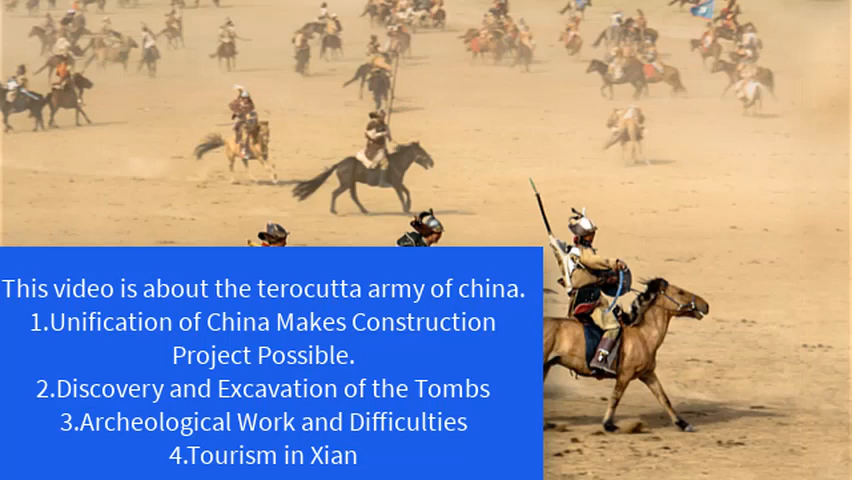 This video is about the terocutta army of china.
1.Unification of China Makes Construction
Project Possible.
2.Discovery and Excavation of the Tombs
3.Archeological Work and Difficulties
4.Tourism in Xian